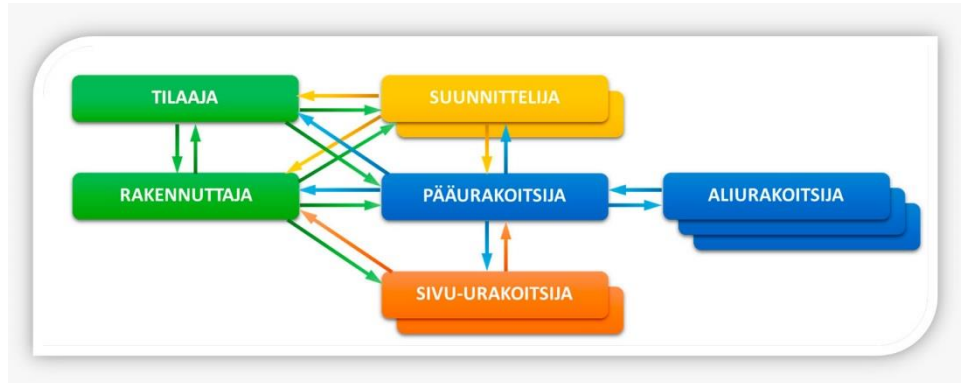 TILAAJA
SUUNNITTELIJA
RAKENNUTTAJA
PÄÄURAKOITSIJA
ALIURAKOITSIJA
SIVU-URAKOITSIJA